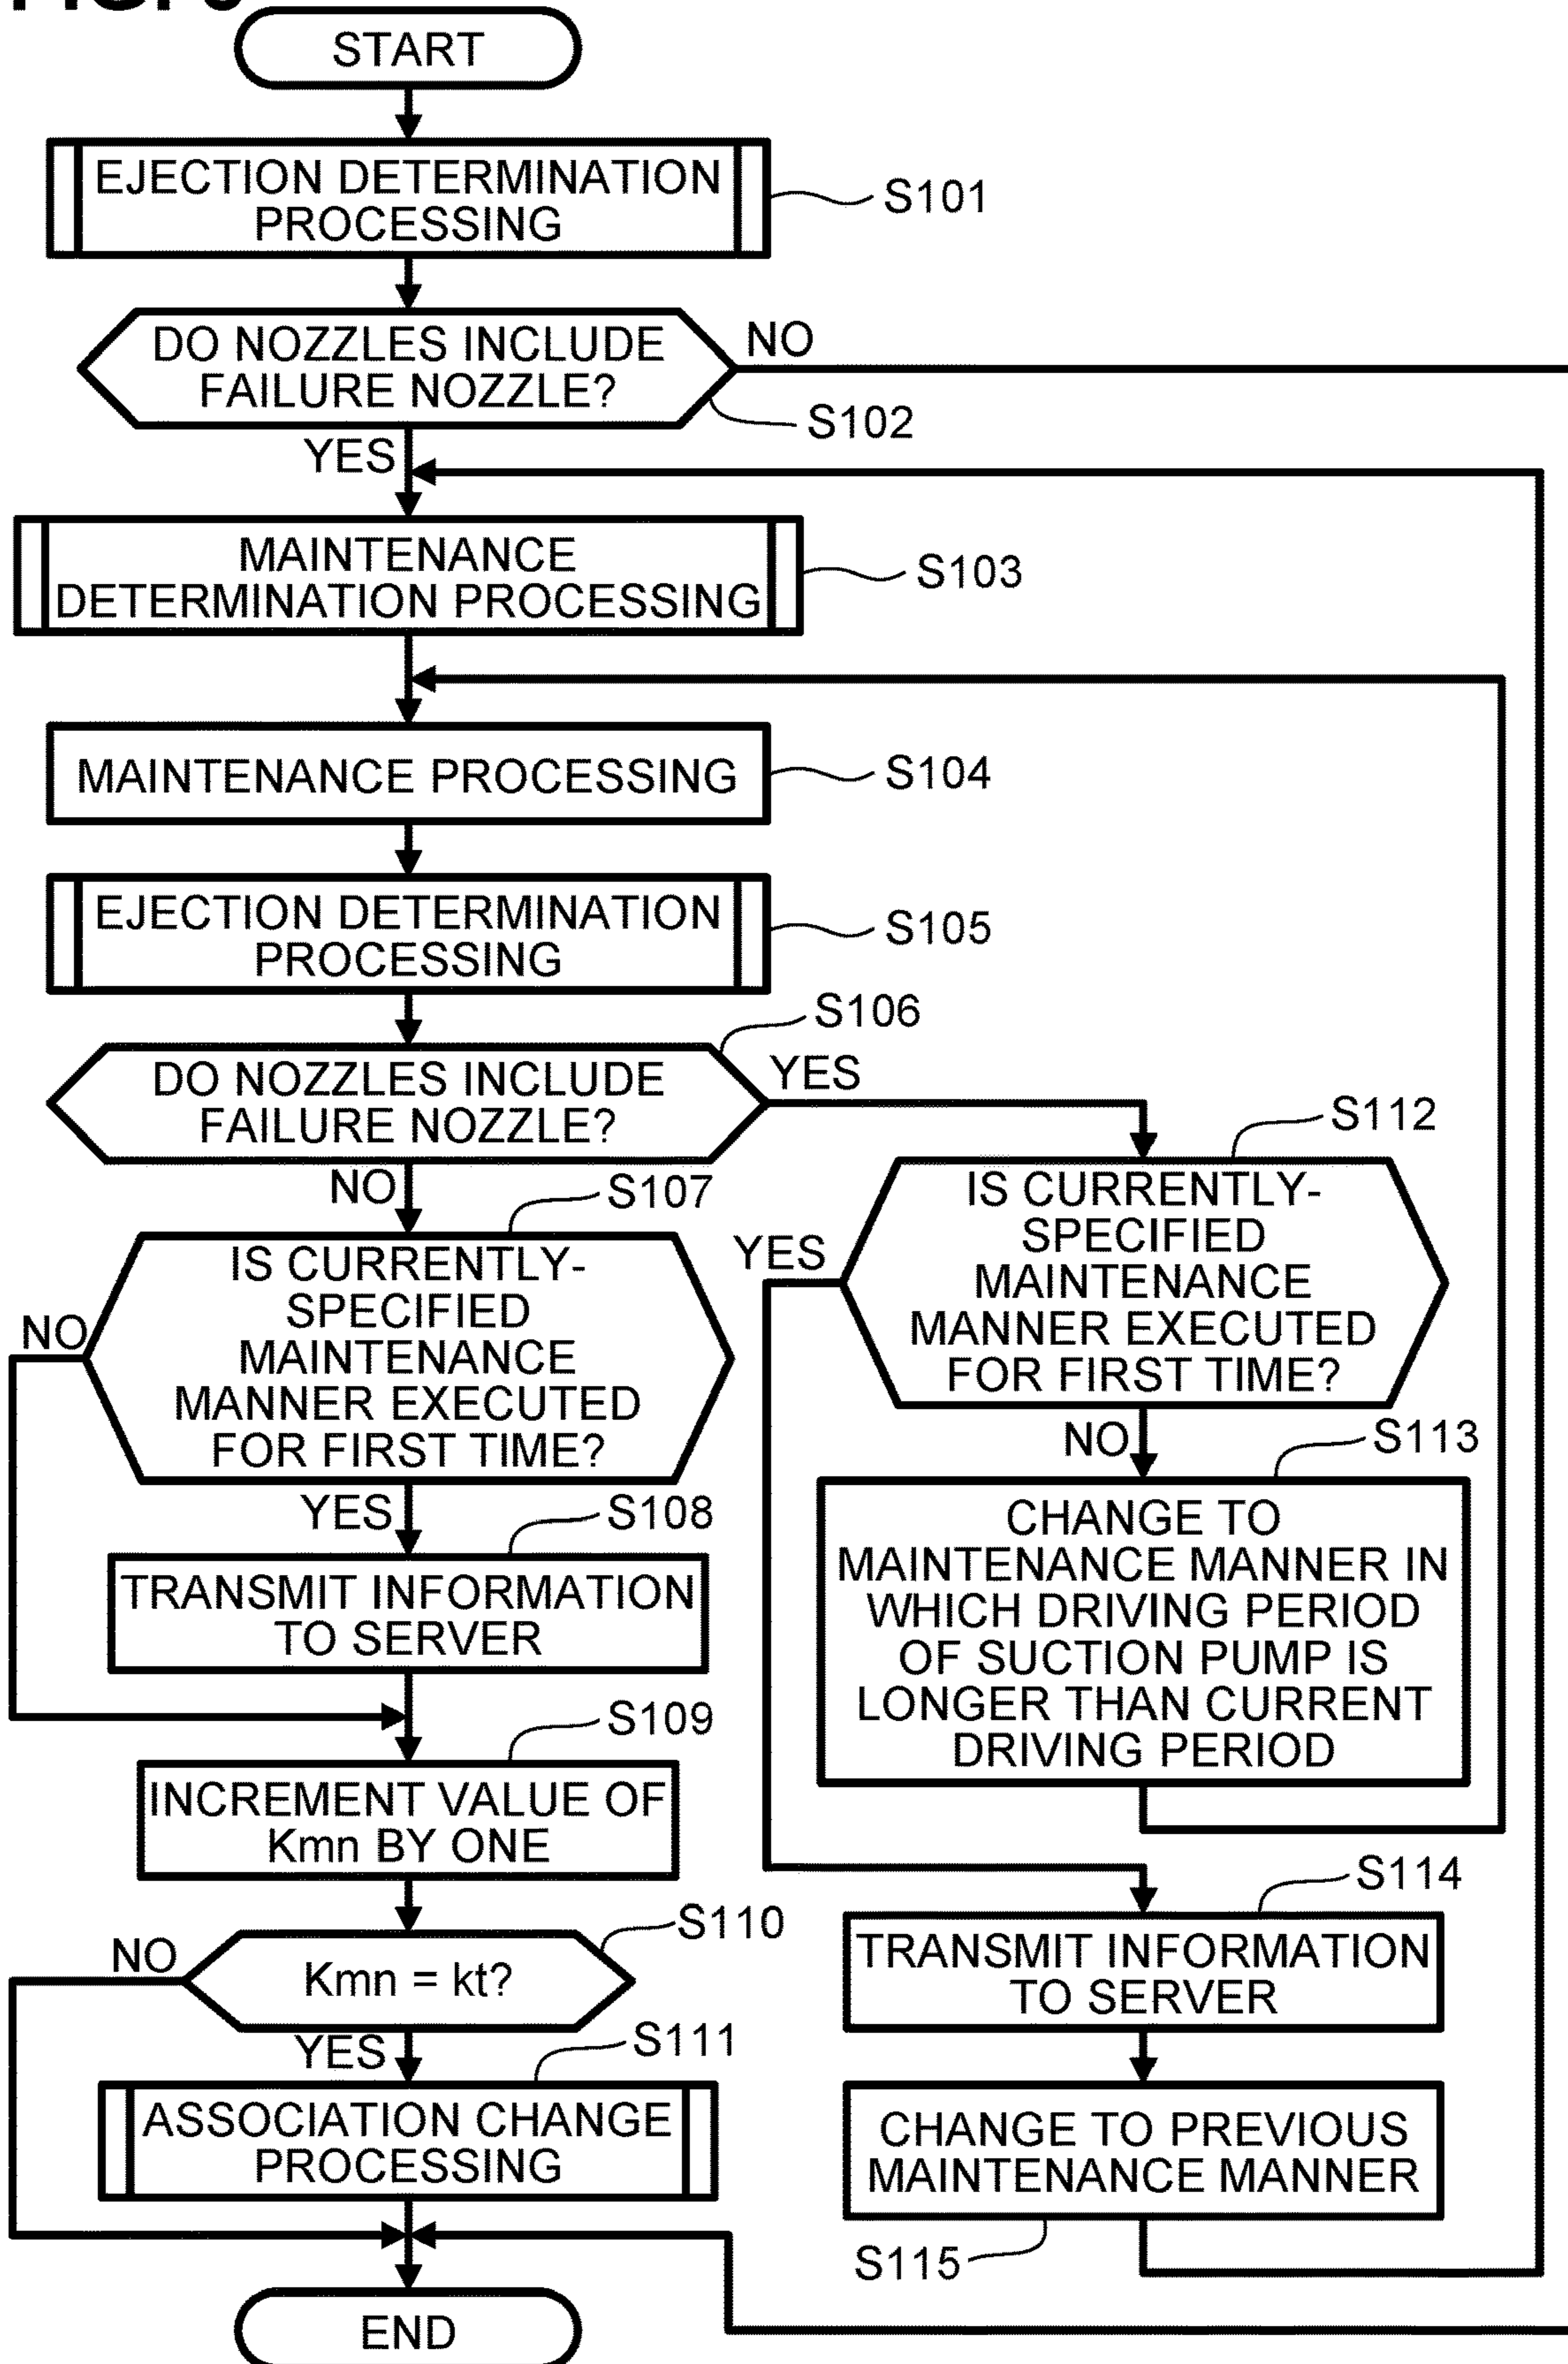 START
EJECTION DETERMINATION
PROCESSING
S101
DO NOZZLES INCLUDE
FAILURE NOZZLE?
NO
S102
YES
MAINTENANCE
DETERMINATION PROCESSING
S103
MAINTENANCE PROCESSING
S104
EJECTION DETERMINATION
PROCESSING
S105
S106
DO NOZZLES INCLUDE
FAILURE NOZZLE?
YES
NO
S107
IS CURRENTLY-
SPECIFIED
MAINTENANCE
MANNER EXECUTED
FOR FIRST TIME?
NO
YES
S108
TRANSMIT INFORMATION
TO SERVER
S109
INCREMENT VALUE OF
Kmn BY ONE
S110
Kmn = kt?
NO
YES
S111
ASSOCIATION CHANGE
PROCESSING
END
S112
IS CURRENTLY-
SPECIFIED
MAINTENANCE
MANNER EXECUTED
FOR FIRST TIME?
YES
NO
S113
CHANGE TO
MAINTENANCE MANNER IN
WHICH DRIVING PERIOD
OF SUCTION PUMP IS
LONGER THAN CURRENT
DRIVING PERIOD
S114
TRANSMIT INFORMATION
TO SERVER
CHANGE TO PREVIOUS
MAINTENANCE MANNER
S115